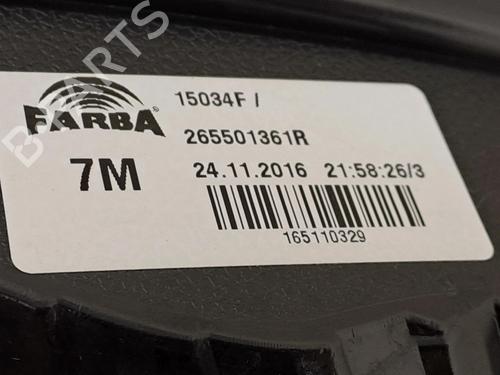 FARBA®
15034F /
265501361R
7M
24.11.2016 21:58:26/3
165110329
B PARTS